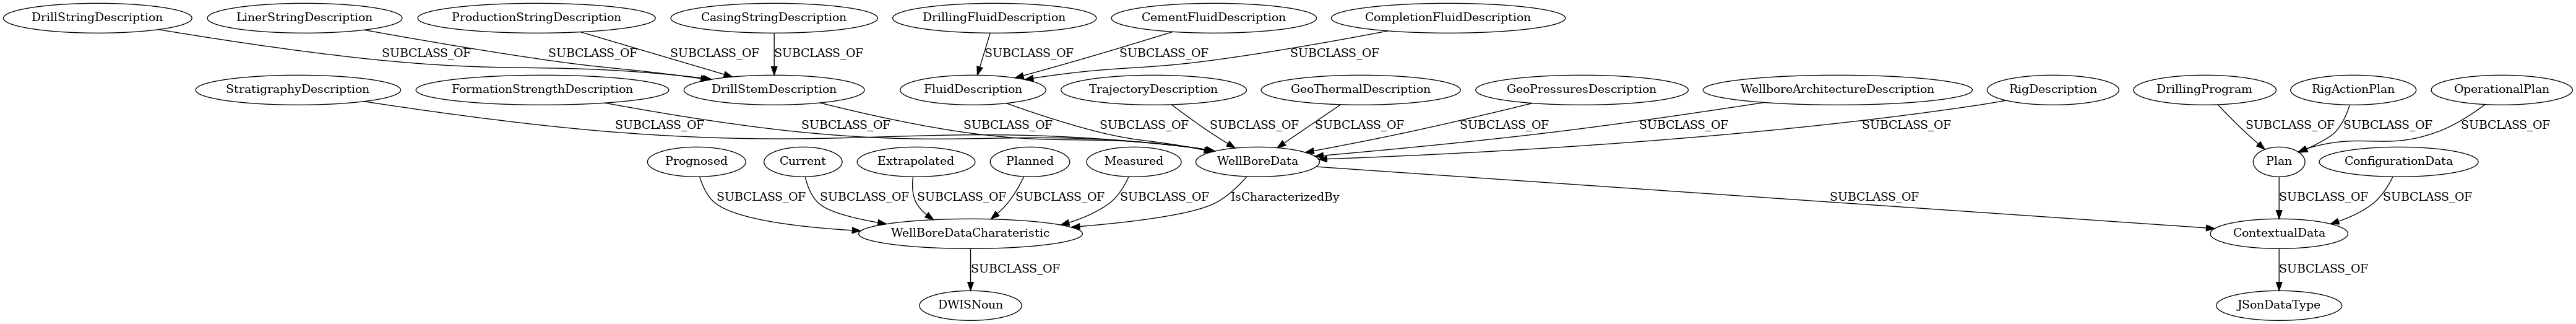 DrillStringDescription
LinerStringDescription
ProductionStringDescription
CasingStringDescription
DrillingFluidDescription
CementFluidDescription
CompletionFluidDescription
SUBCLASS_OF
SUBCLASS_OF
SUBCLASS_OF
SUBCLASS_OF
SUBCLASS_OF
SUBCLASS_OF
SUBCLASS_OF
StratigraphyDescription
FormationStrengthDescription
DrillStemDescription
FluidDescription
TrajectoryDescription
GeoThermalDescription
GeoPressuresDescription
WellboreArchitectureDescription
RigDescription
DrillingProgram
RigActionPlan
OperationalPlan
SUBCLASS_OF
SUBCLASS_OF
SUBCLASS_OF
SUBCLASS_OF
SUBCLASS_OF
SUBCLASS_OF
SUBCLASS_OF
SUBCLASS_OF
SUBCLASS_OF
SUBCLASS_OF
SUBCLASS_OF
SUBCLASS_OF
Prognosed
Current
Extrapolated
Planned
Measured
WellBoreData
Plan
ConfigurationData
SUBCLASS_OF
SUBCLASS_OF
SUBCLASS_OF
SUBCLASS_OF
SUBCLASS_OF
IsCharacterizedBy
SUBCLASS_OF
SUBCLASS_OF
SUBCLASS_OF
WellBoreDataCharateristic
ContextualData
SUBCLASS_OF
SUBCLASS_OF
DWISNoun
JSonDataType